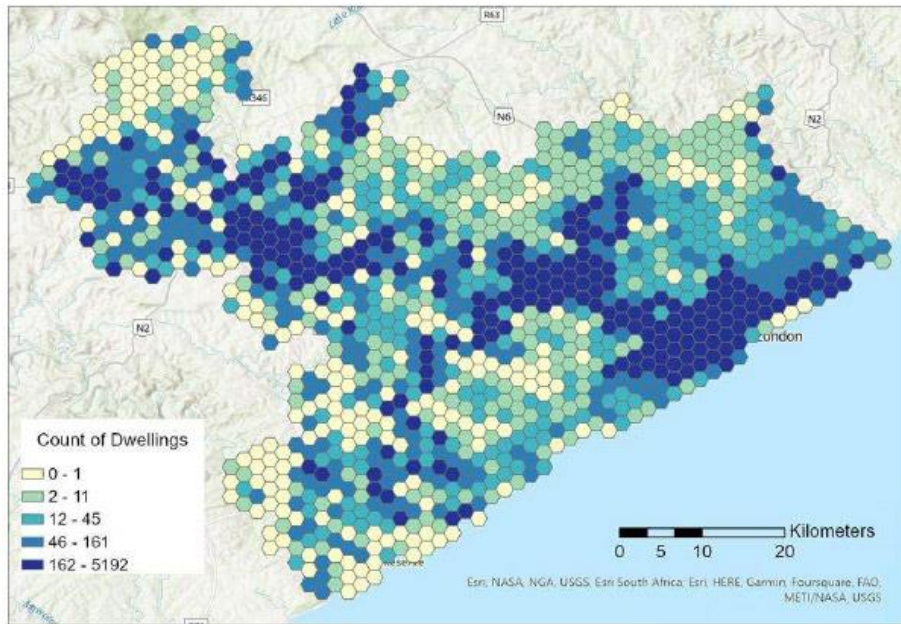 R63
N6
N2
N2
London
Count of Dwellings
0 - 1
2 - 11
12 - 45
46 - 161
162 - 5192
Kilometers
0 5 10 20
Reserve
Esri, NASA, NGA, USGS, Esri South Africa, Esri, HERE, Garmin, Foursquare, FAO,
METI/NASA, USGS